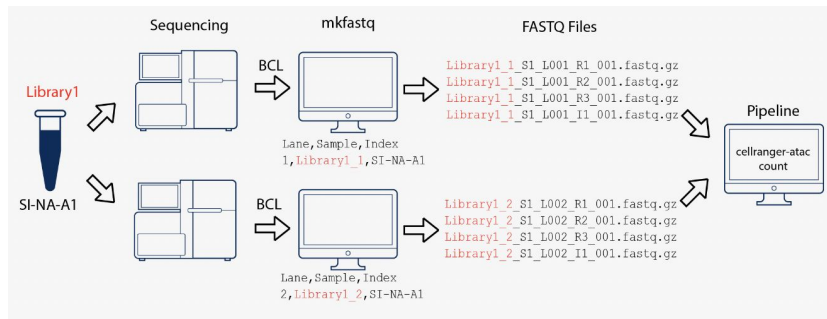 Sequencing
mkfastq
FASTQ Files
Library1
SI-NA-A1
BCL
Lane,Sample,Index
1,Library1_1,SI-NA-A1
Library1_1_S1_L001_R1_001.fastq.gz
Library1_1_S1_L001_R2_001.fastq.gz
Library1_1_S1_L001_R3_001.fastq.gz
Library1_1_S1_L001_I1_001.fastq.gz
BCL
Lane,Sample,Index
2,Library1_2,SI-NA-A1
Library1_2_S1_L002_R1_001.fastq.gz
Library1_2_S1_L002_R2_001.fastq.gz
Library1_2_S1_L002_R3_001.fastq.gz
Library1_2_S1_L002_I1_001.fastq.gz
Pipeline
cellranger-atac
count